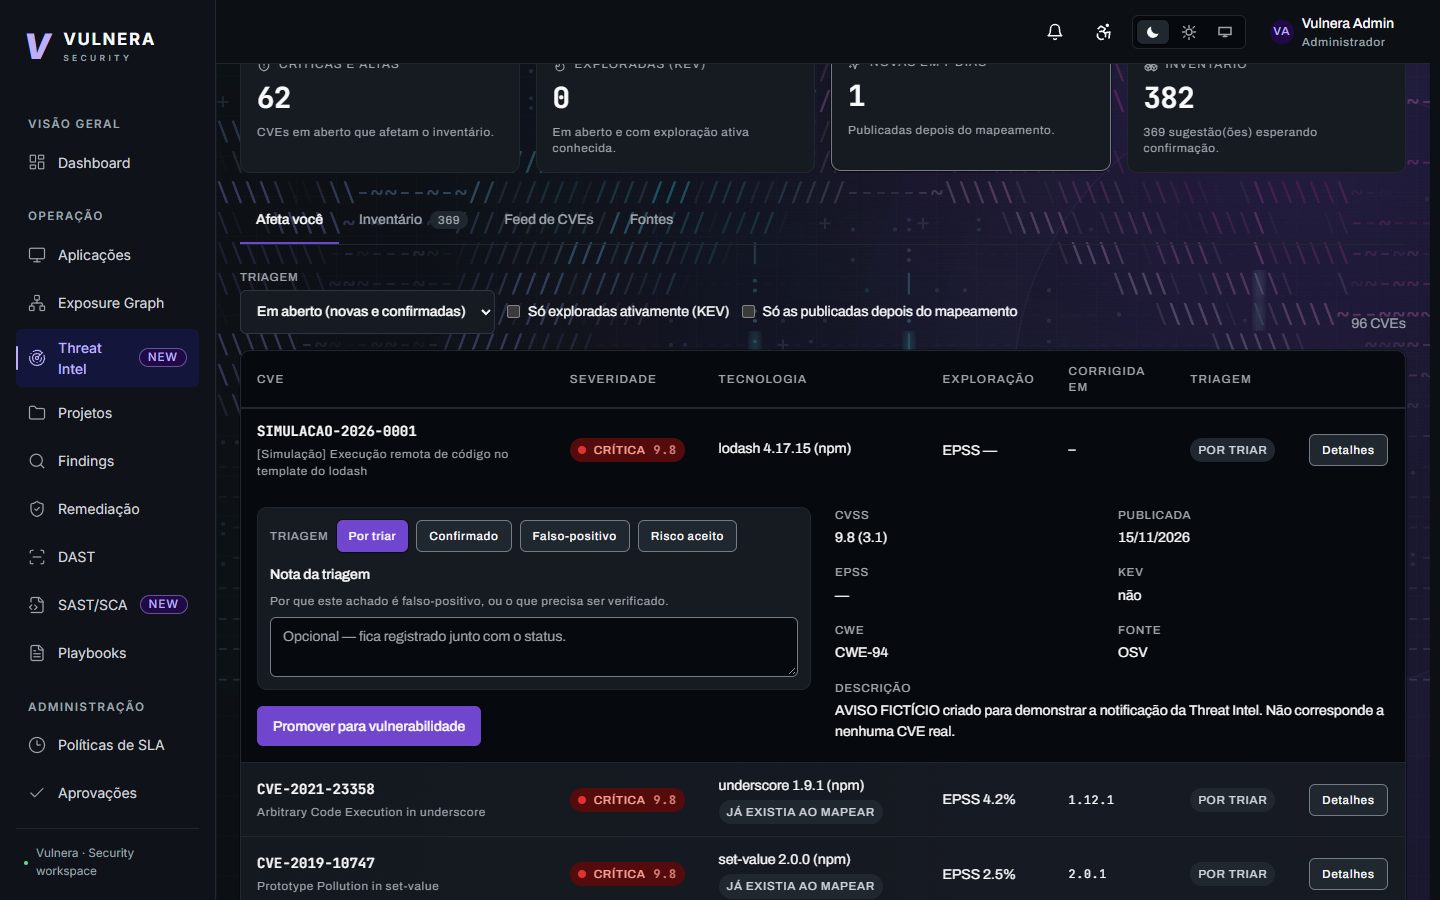 VULNERA
SECURITY
VISÃO GERAL
Dashboard
OPERAÇÃO
Aplicações
Exposure Graph
Threat Intel
NEW
Projetos
Findings
Remediação
DAST
SAST/SCA
NEW
Playbooks
ADMINISTRAÇÃO
Políticas de SLA
Aprovações
Vulnera · Security workspace
VA
Vulnera Admin
Administrador
CRÍTICAS E ALTAS
62
CVEs em aberto que afetam o inventário.
EXPLORADAS (KEV)
0
Em aberto e com exploração ativa conhecida.
NOVAS EM 7 DIAS
1
Publicadas depois do mapeamento.
INVENTÁRIO
382
369 sugestão(ões) esperando confirmação.
Afeta você
Inventário 369
Feed de CVEs
Fontes
TRIAGEM
Em aberto (novas e confirmadas)
Só exploradas ativamente (KEV)
Só as publicadas depois do mapeamento
96 CVEs
CVE SEVERIDADE TECNOLOGIA EXPLORAÇÃO CORRIGIDA EM TRIAGEM
SIMULACAO-2026-0001
[Simulação] Execução remota de código no template do lodash
CRÍTICA 9.8
lodash 4.17.15 (npm)
EPSS —
–
POR TRIAR
Detalhes
TRIAGEM
Por triar
Confirmado
Falso-positivo
Risco aceito
Nota da triagem
Por que este achado é falso-positivo, ou o que precisa ser verificado.
Opcional — fica registrado junto com o status.
Promover para vulnerabilidade
CVSS
9.8 (3.1)
PUBLICADA
15/11/2026
EPSS
—
KEV
não
CWE
CWE-94
FONTE
OSV
DESCRIÇÃO
AVISO FICTÍCIO criado para demonstrar a notificação da Threat Intel. Não corresponde a nenhuma CVE real.
CVE-2021-23358
Arbitrary Code Execution in underscore
CRÍTICA 9.8
underscore 1.9.1 (npm)
JÁ EXISTIA AO MAPEAR
EPSS 4.2%
1.12.1
POR TRIAR
Detalhes
CVE-2019-10747
Prototype Pollution in set-value
CRÍTICA 9.8
set-value 2.0.0 (npm)
JÁ EXISTIA AO MAPEAR
EPSS 2.5%
2.0.1
POR TRIAR
Detalhes